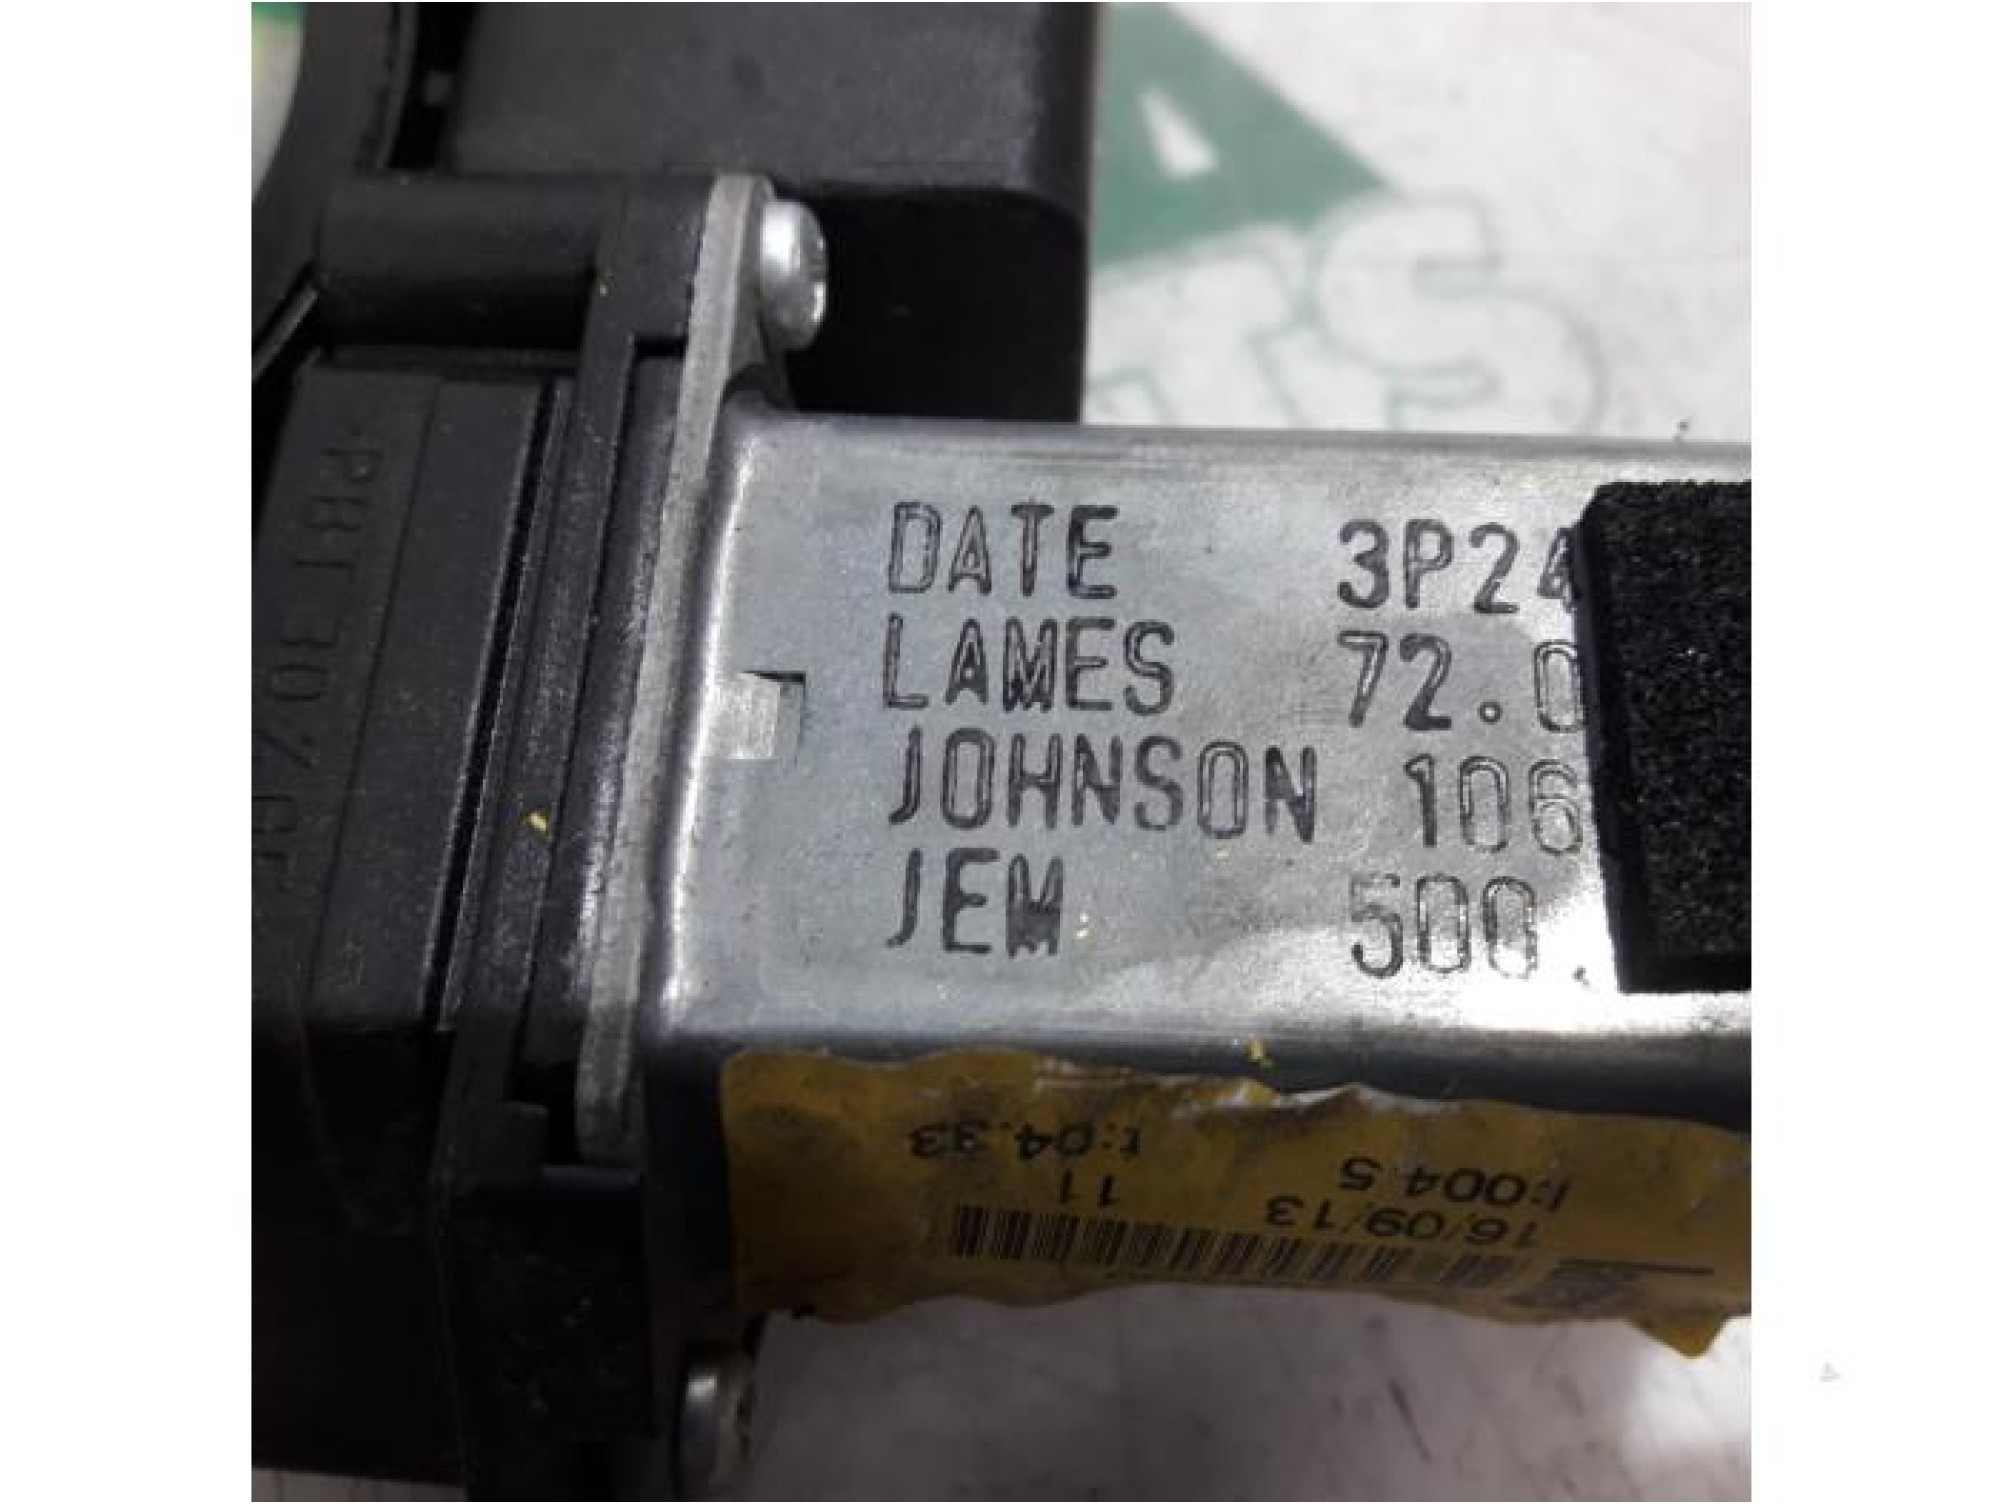 DATE 3P24
LAMES 72.0
JOHNSON 106
JEM 500
t:04.33
11
I:004.5
16/09/13
PBT 30%
TS